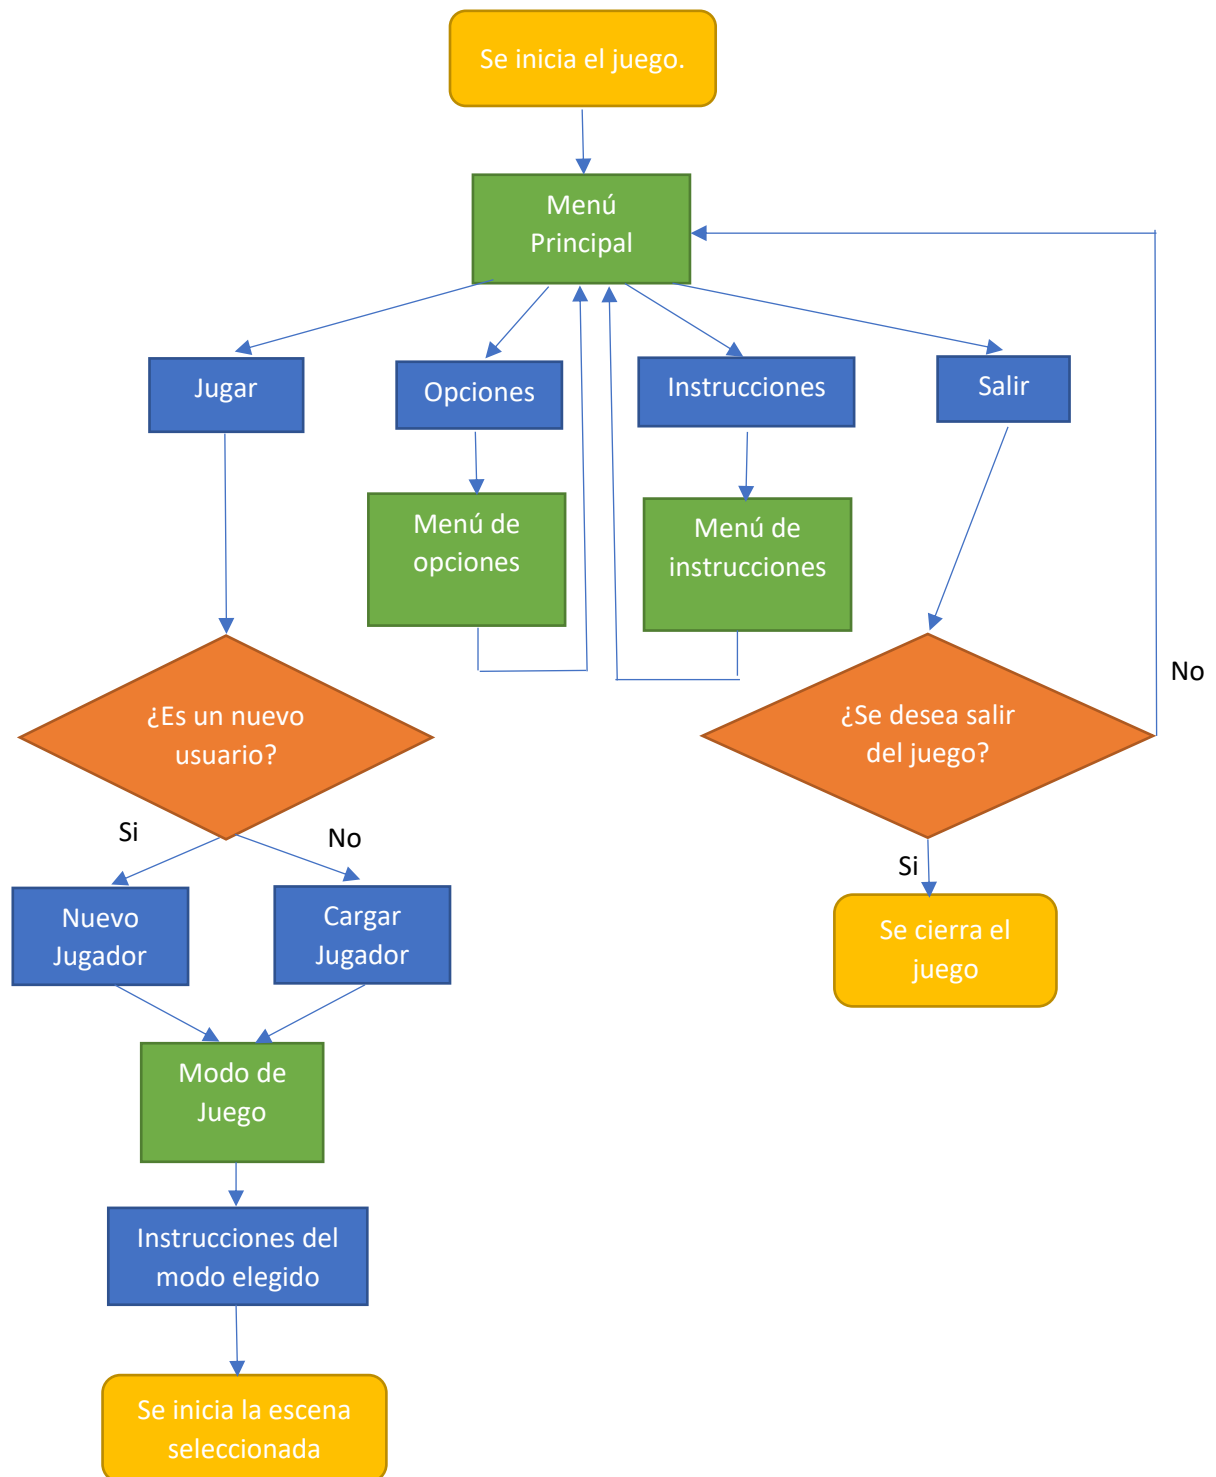 Se inicia el juego.
Menú
Principal
Jugar
Opciones
Instrucciones
Salir
Menú de
opciones
Menú de
instrucciones
¿Es un nuevo
usuario?
¿Se desea salir
del juego?
No
Si
No
Si
Nuevo
Jugador
Cargar
Jugador
Se cierra el
juego
Modo de
Juego
Instrucciones del
modo elegido
Se inicia la escena
seleccionada